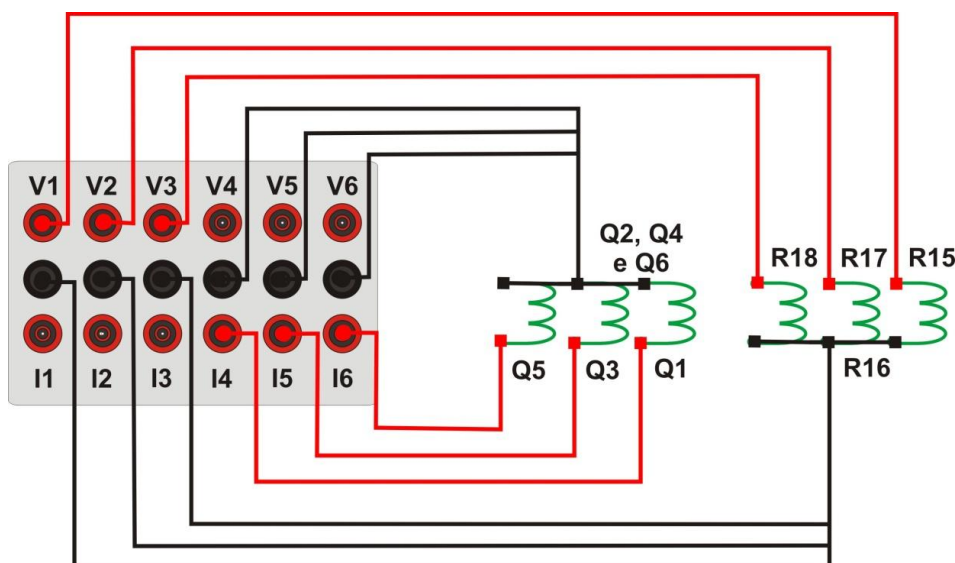 V1 V2 V3 V4 V5 V6
I1 I2 I3 I4 I5 I6
Q2, Q4
e Q6
Q5 Q3 Q1
R18 R17 R15
R16